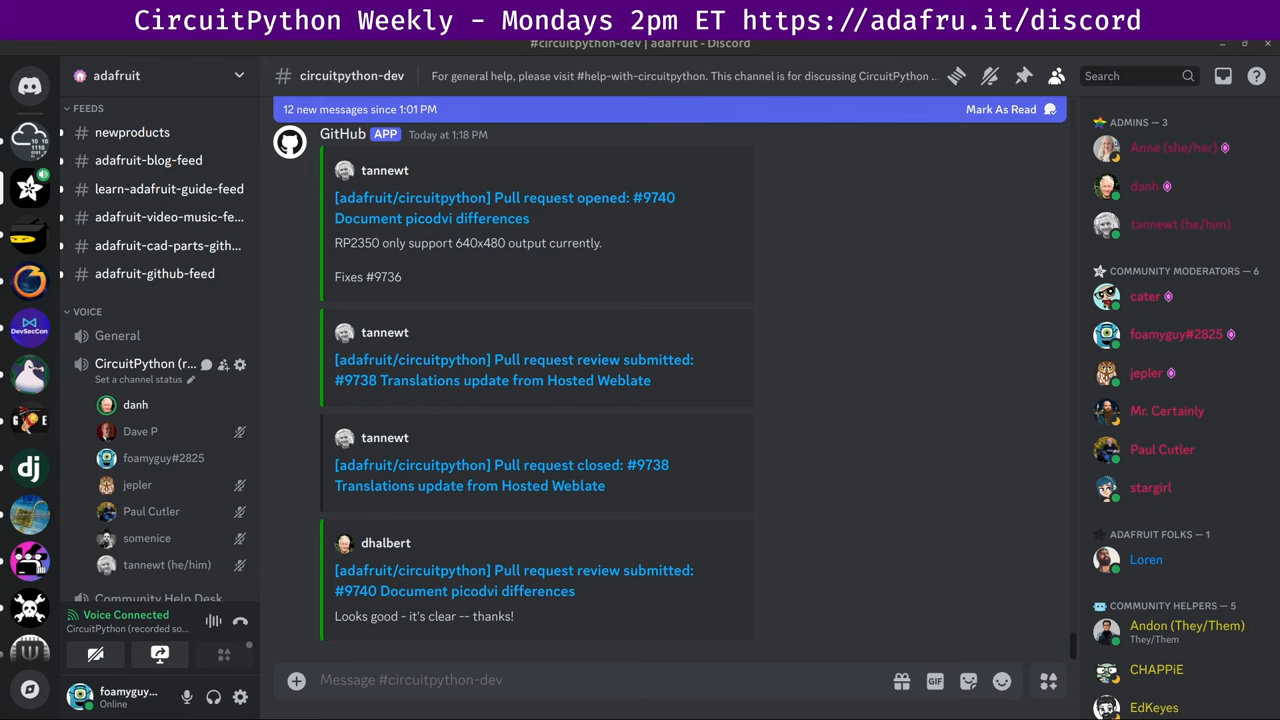 CircuitPython Weekly - Mondays 2pm ET https://adafru.it/discord
#circuitpython-dev | adafruit - Discord
adafruit
FEEDS
newproducts
adafruit-blog-feed
learn-adafruit-guide-feed
adafruit-video-music-fe...
adafruit-cad-parts-gith...
adafruit-github-feed
VOICE
General
CircuitPython (r...
Set a channel status
danh
Dave P
foamyguy#2825
jepler
Paul Cutler
somenice
tannewt (he/him)
Community Help Desk
Voice Connected
CircuitPython (recorded so...
foamyguy...
Online
# circuitpython-dev
For general help, please visit #help-with-circuitpython. This channel is for discussing CircuitPython ...
Search
12 new messages since 1:01 PM
Mark As Read
GitHub APP Today at 1:18 PM
tannewt
[adafruit/circuitpython] Pull request opened: #9740
Document picodvi differences
RP2350 only support 640x480 output currently.
Fixes #9736
tannewt
[adafruit/circuitpython] Pull request review submitted:
#9738 Translations update from Hosted Weblate
tannewt
[adafruit/circuitpython] Pull request closed: #9738
Translations update from Hosted Weblate
dhalbert
[adafruit/circuitpython] Pull request review submitted:
#9740 Document picodvi differences
Looks good - it's clear -- thanks!
Message #circuitpython-dev
GIF
ADMINS — 3
Anne (she/her)
danh
tannewt (he/him)
COMMUNITY MODERATORS — 6
cater
foamyguy#2825
jepler
Mr. Certainly
Paul Cutler
stargirl
ADAFRUIT FOLKS — 1
Loren
COMMUNITY HELPERS — 5
Andon (They/Them)
They/Them
CHAPPiE
EdKeyes